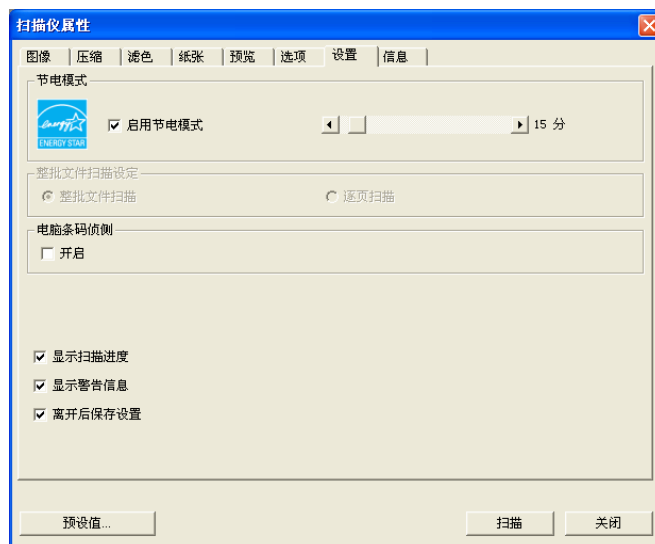 扫描仪属性
图像 压缩 滤色 纸张 预览 选项 设置 信息
节电模式
energy
ENERGY STAR
启用节电模式 15 分
整批文件扫描设定
整批文件扫描 逐页扫描
电脑条码侦侧
开启
显示扫描进度
显示警告信息
离开后保存设置
预设值... 扫描 关闭